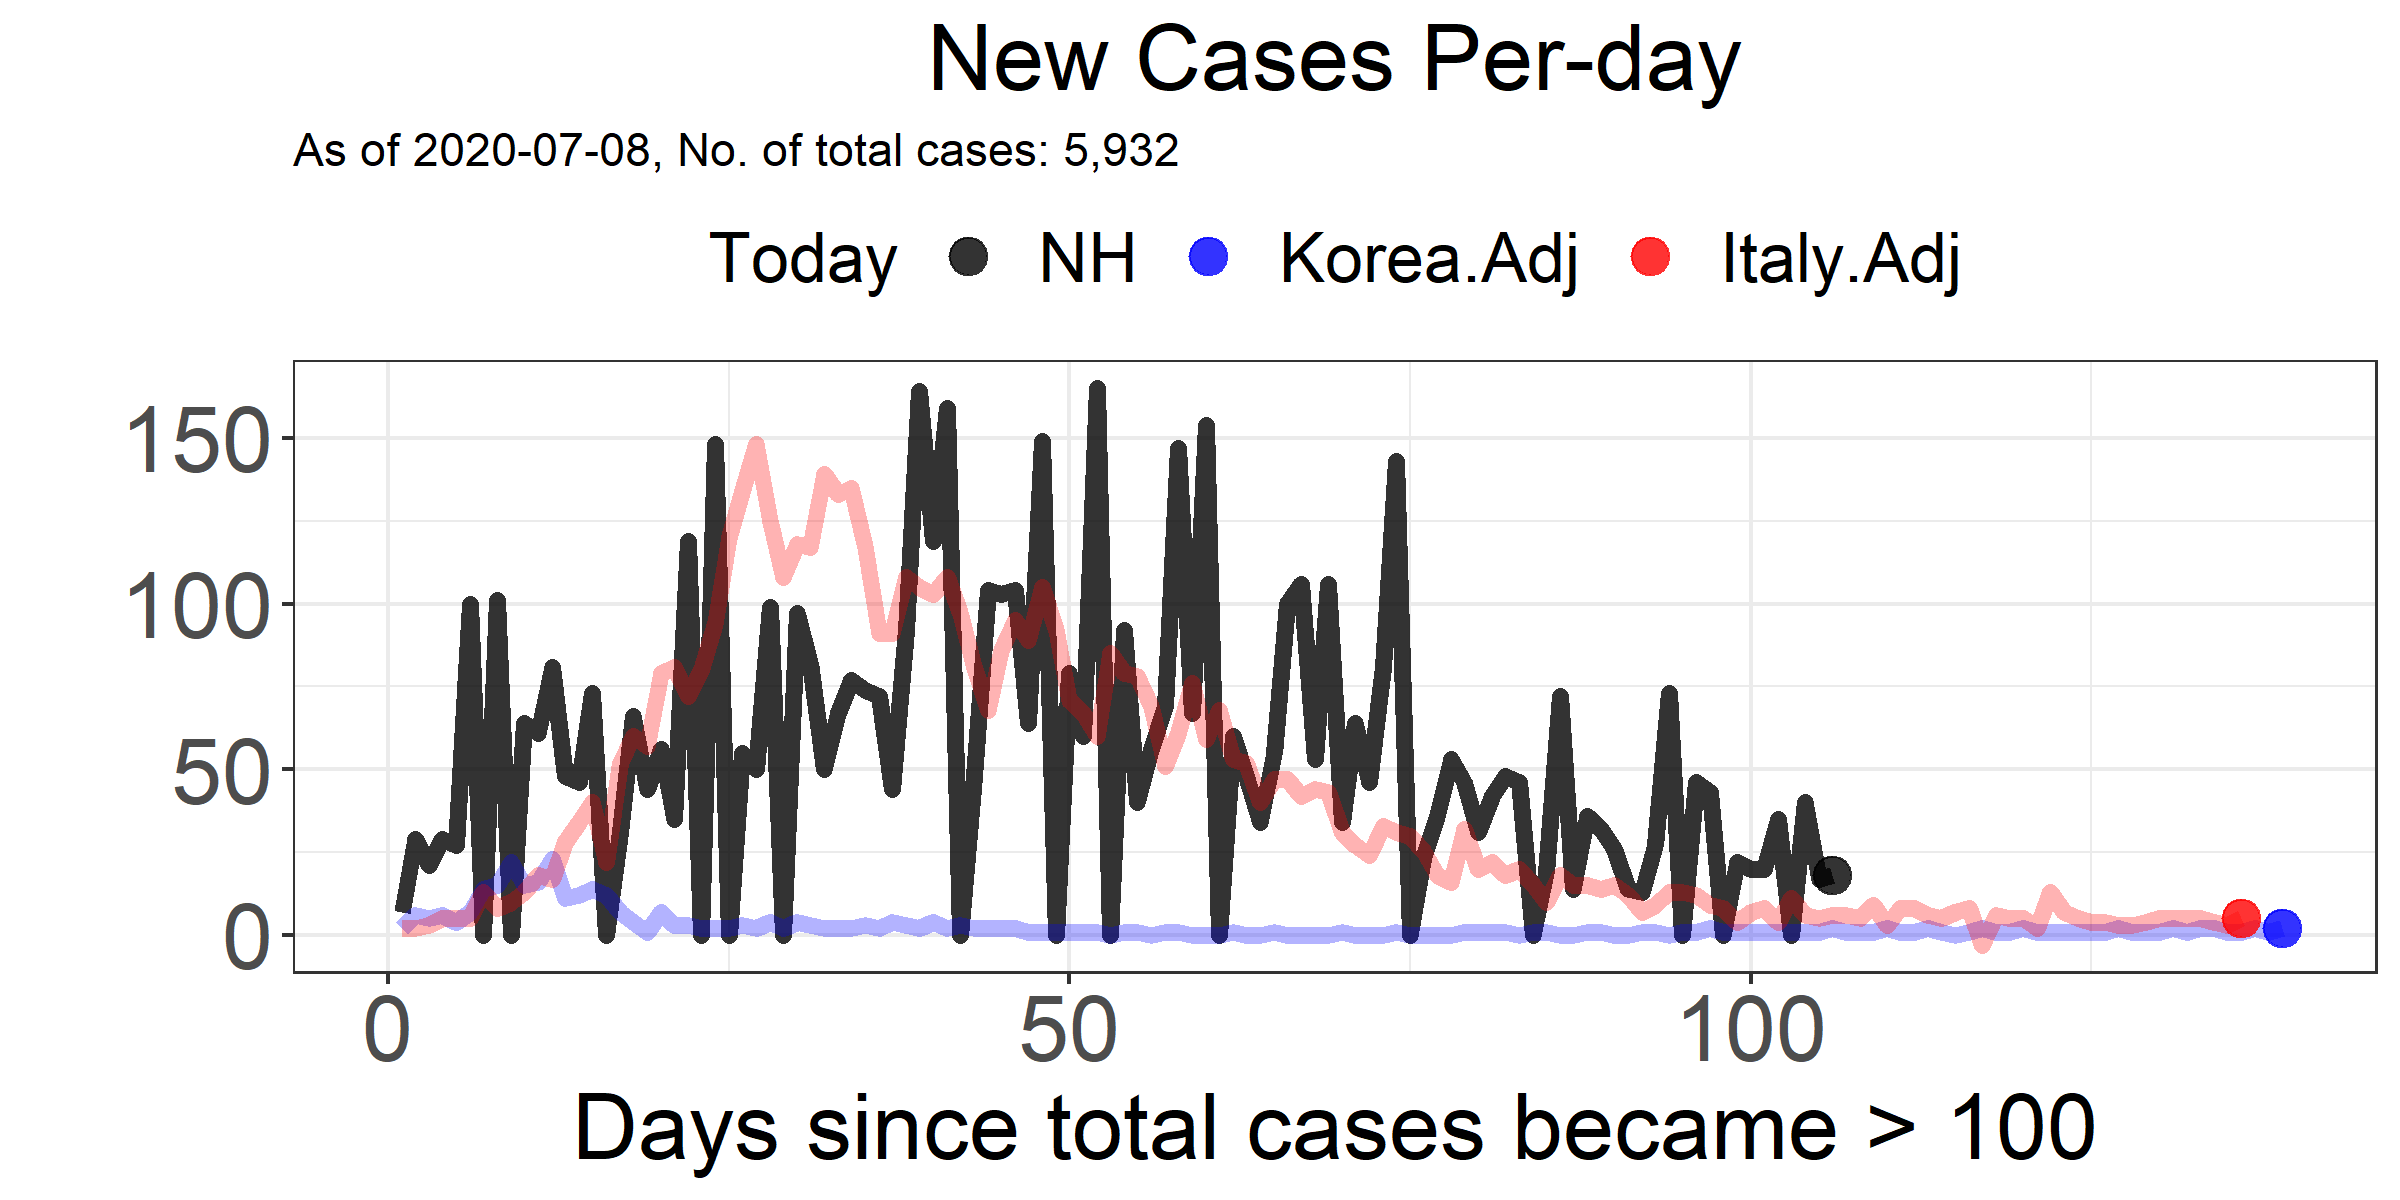 New Cases Per-day
As of 2020-07-08, No. of total cases: 5,932
Today NH Korea.Adj Italy.Adj
150
100
50
0
0 50 100
Days since total cases became > 100